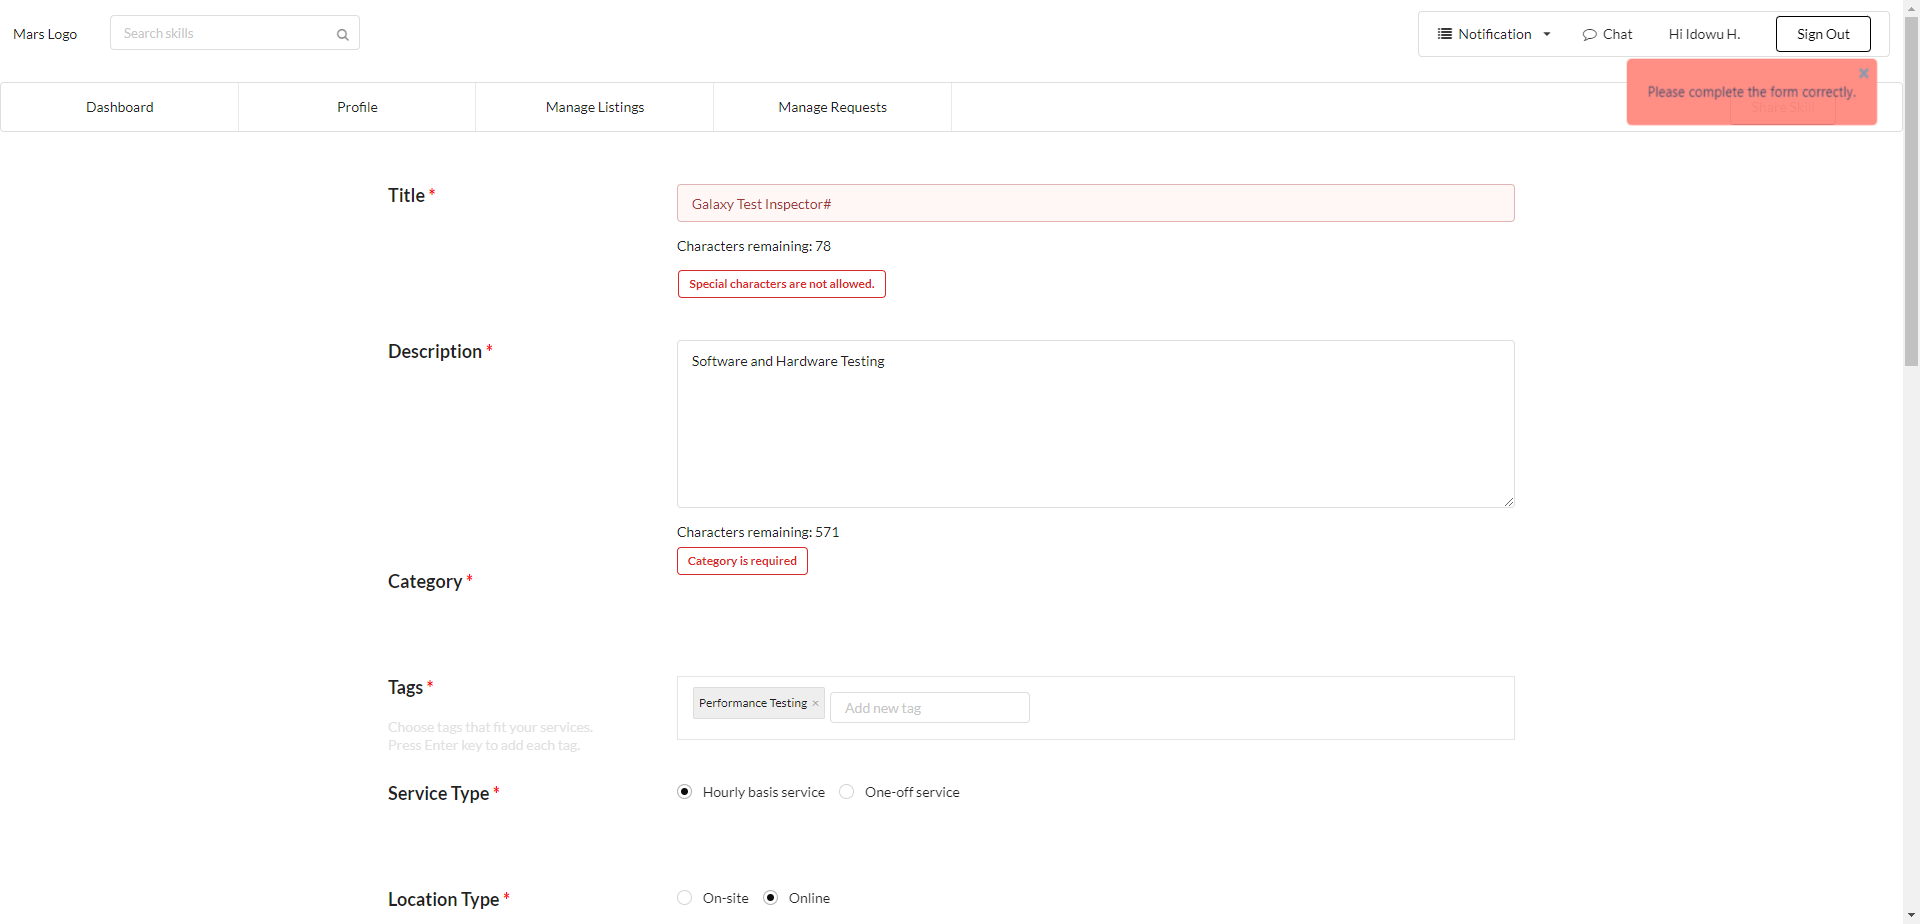 Mars Logo
Search skills
Notification
Chat
Hi Idowu H.
Sign Out
Dashboard
Profile
Manage Listings
Manage Requests
Share Skill
Please complete the form correctly.
Title *
Galaxy Test Inspector#
Characters remaining: 78
Special characters are not allowed.
Description *
Software and Hardware Testing
Characters remaining: 571
Category is required
Category *
Tags *
Choose tags that fit your services.
Press Enter key to add each tag.
Performance Testing ×
Add new tag
Service Type *
Hourly basis service
One-off service
Location Type *
On-site
Online